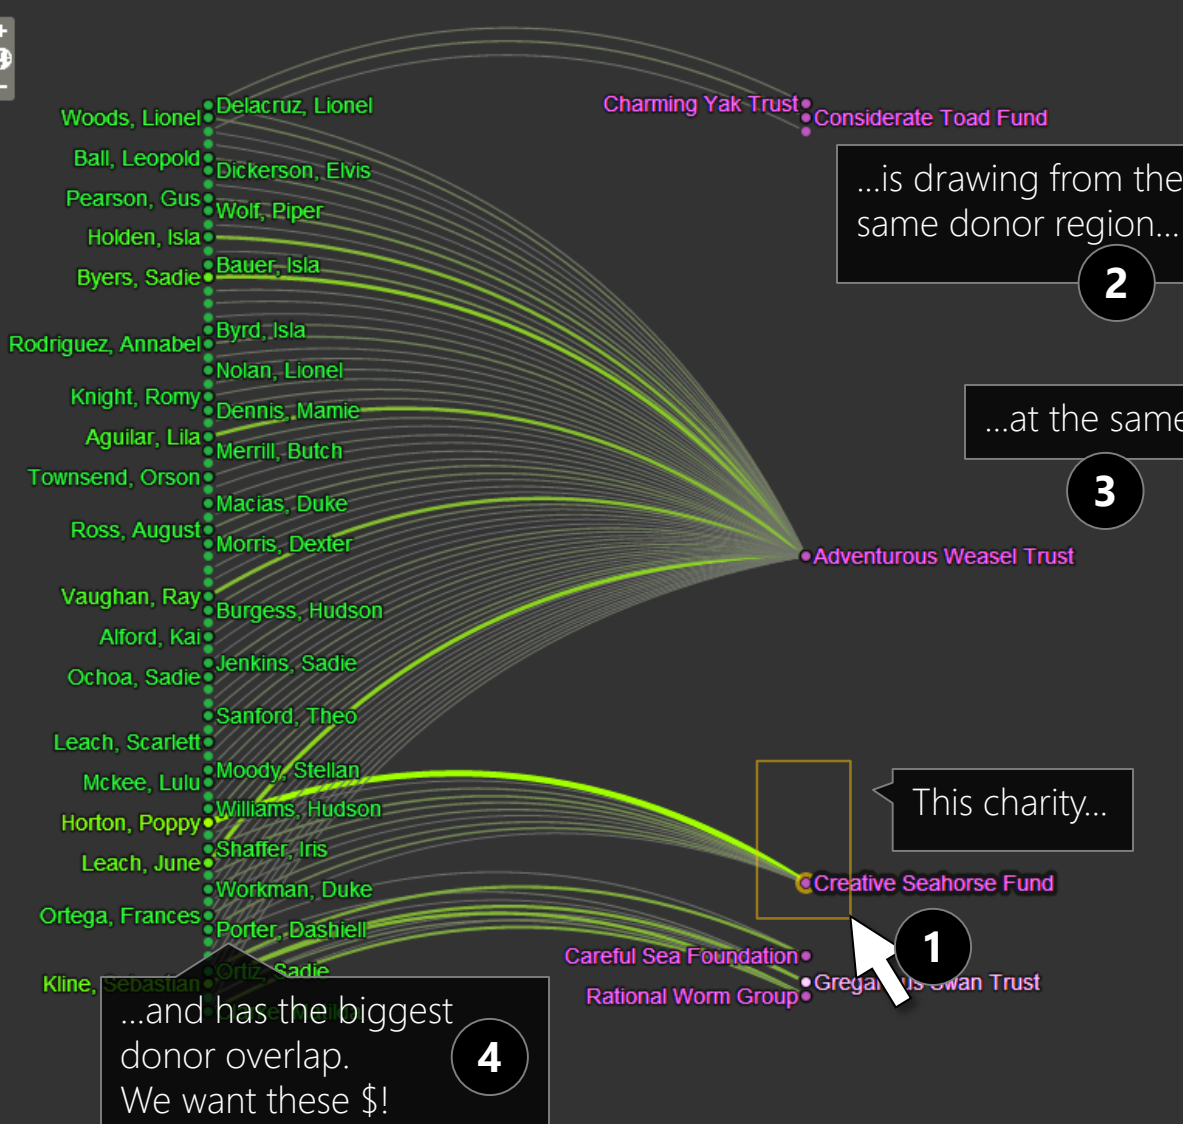 Delacruz, Lionel
Charming Yak Trust
Woods, Lionel
Considerate Toad Fund
Ball, Leopold
Dickerson, Elvis
...is drawing from the
same donor region...
2
Pearson, Gus
Wolf, Piper
Holden, Isla
Bauer, Isla
Byers, Sadie
Byrd, Isla
Rodriguez, Annabel
Nolan, Lionel
Knight, Romy
Dennis, Mamie
...at the same
3
Aguilar, Lila
Merrill, Butch
Townsend, Orson
Macias, Duke
Ross, August
Morris, Dexter
Adventurous Weasel Trust
Vaughan, Ray
Burgess, Hudson
Alford, Kai
Jenkins, Sadie
Ochoa, Sadie
Sanford, Theo
Leach, Scarlett
Moody, Stellan
Mckee, Lulu
This charity...
Williams, Hudson
Horton, Poppy
Shaffer, Iris
Leach, June
Creative Seahorse Fund
Workman, Duke
Ortega, Frances
Porter, Dashiell
1
Careful Sea Foundation
Ortiz, Sadie
Kline, Sebastian
Swan Trust
Rational Worm Group
...and has the biggest
donor overlap.
We want these $!
4